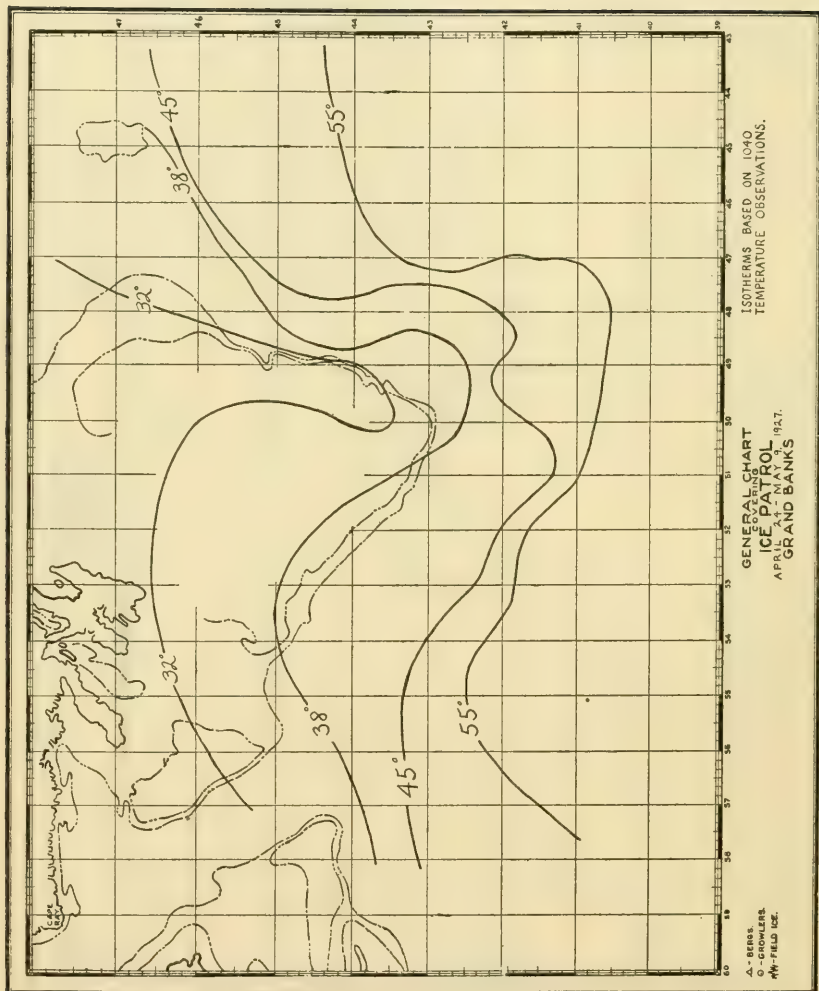 47
46
45
44
43
42
41
40
39
43
44
45
46
47
48
49
50
51
52
53
54
55
56
57
58
59
60
45°
38°
32°
55°
32°
38°
45°
55°
CAPE
RAY
ISOTHERMS BASED ON 1040
TEMPERATURE OBSERVATIONS.
GENERAL CHART
COVERING
ICE PATROL
APRIL 24 - MAY 9, 1927.
GRAND BANKS
△ - BERGS.
○ - GROWLERS.
- FIELD ICE.